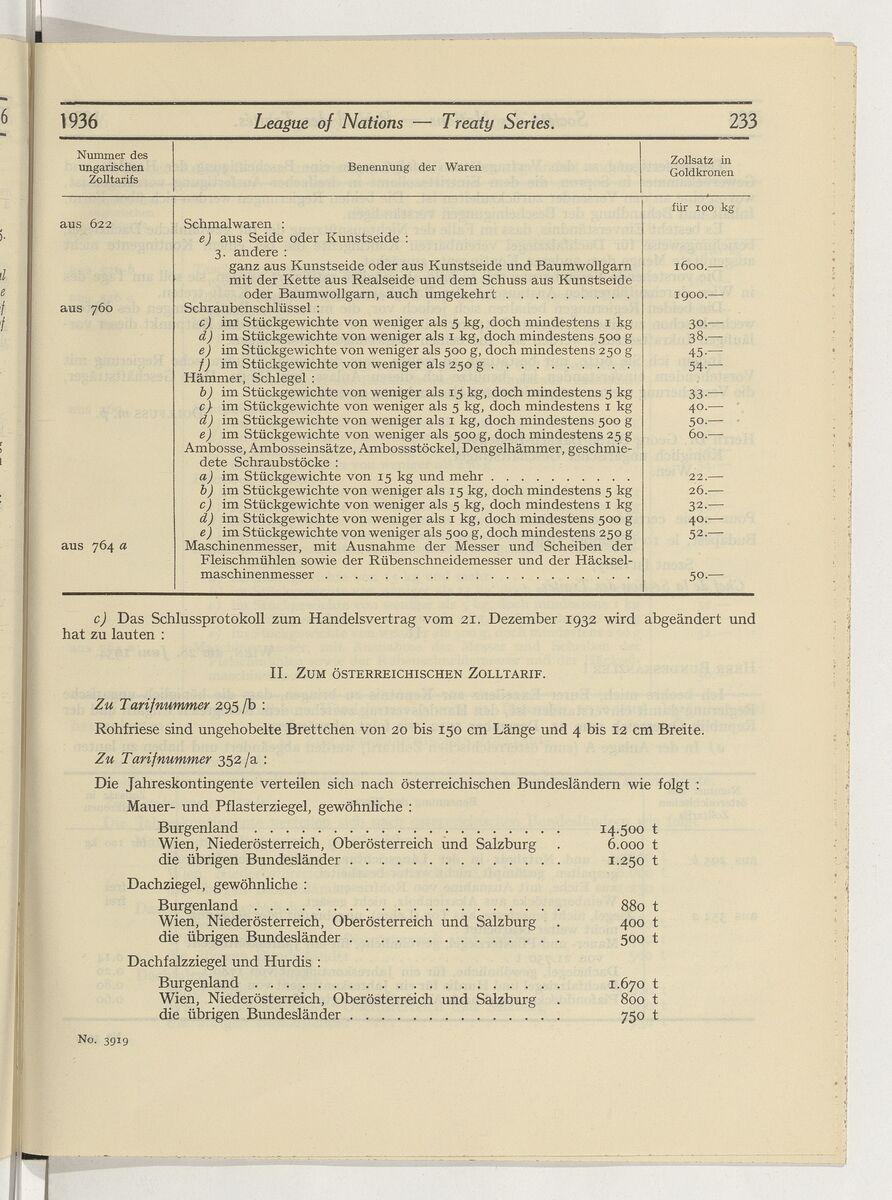 1936 League of Nations — Treaty Series. 233
Nummer des
ungarischen
Zolltarifs
Benennung der Waren
Zollsatz in
Goldkronen
für 100 kg
aus 622 Schmalwaren :
e) aus Seide oder Kunstseide :
3. andere :
ganz aus Kunstseide oder aus Kunstseide und Baumwollgarn 1600.—
mit der Kette aus Realseide und dem Schuss aus Kunstseide
oder Baumwollgarn, auch umgekehrt . . . . . . . . . 1900.—
aus 760 Schraubenschlüssel :
c) im Stückgewichte von weniger als 5 kg, doch mindestens 1 kg 30.—
d) im Stückgewichte von weniger als 1 kg, doch mindestens 500 g 38.—
e) im Stückgewichte von weniger als 500 g, doch mindestens 250 g 45.—
f) im Stückgewichte von weniger als 250 g . . . . . . . . . . 54.—
Hämmer, Schlegel :
b) im Stückgewichte von weniger als 15 kg, doch mindestens 5 kg 33.—
c) im Stückgewichte von weniger als 5 kg, doch mindestens 1 kg 40.—
d) im Stückgewichte von weniger als 1 kg, doch mindestens 500 g 50.—
e) im Stückgewichte von weniger als 500 g, doch mindestens 25 g 60.—
Ambosse, Ambosseinsätze, Ambossstöckel, Dengelhämmer, geschmie-
dete Schraubstöcke :
a) im Stückgewichte von 15 kg und mehr . . . . . . . . . . 22.—
b) im Stückgewichte von weniger als 15 kg, doch mindestens 5 kg 26.—
c) im Stückgewichte von weniger als 5 kg, doch mindestens 1 kg 32.—
d) im Stückgewichte von weniger als 1 kg, doch mindestens 500 g 40.—
e) im Stückgewichte von weniger als 500 g, doch mindestens 250 g 52.—
aus 764 a Maschinenmesser, mit Ausnahme der Messer und Scheiben der
Fleischmühlen sowie der Rübenschneidemesser und der Häcksel-
maschinenmesser . . . . . . . . . . . . . . . . . . . . . 50.—
c) Das Schlussprotokoll zum Handelsvertrag vom 21. Dezember 1932 wird abgeändert und
hat zu lauten :
II. Zum österreichischen Zolltarif.
Zu Tarifnummer 295/b :
Rohfriese sind ungehobelte Brettchen von 20 bis 150 cm Länge und 4 bis 12 cm Breite.
Zu Tarifnummer 352/a :
Die Jahreskontingente verteilen sich nach österreichischen Bundesländern wie folgt :
Mauer- und Pflasterziegel, gewöhnliche :
Burgenland . . . . . . . . . . . . . . . . . . . . 14.500 t
Wien, Niederösterreich, Oberösterreich und Salzburg . 6.000 t
die übrigen Bundesländer . . . . . . . . . . . . . . 1.250 t
Dachziegel, gewöhnliche :
Burgenland . . . . . . . . . . . . . . . . . . . . 880 t
Wien, Niederösterreich, Oberösterreich und Salzburg . 400 t
die übrigen Bundesländer . . . . . . . . . . . . . . 500 t
Dachfalzziegel und Hurdis :
Burgenland . . . . . . . . . . . . . . . . . . . . 1.670 t
Wien, Niederösterreich, Oberösterreich und Salzburg . 800 t
die übrigen Bundesländer . . . . . . . . . . . . . . 750 t
No. 3919